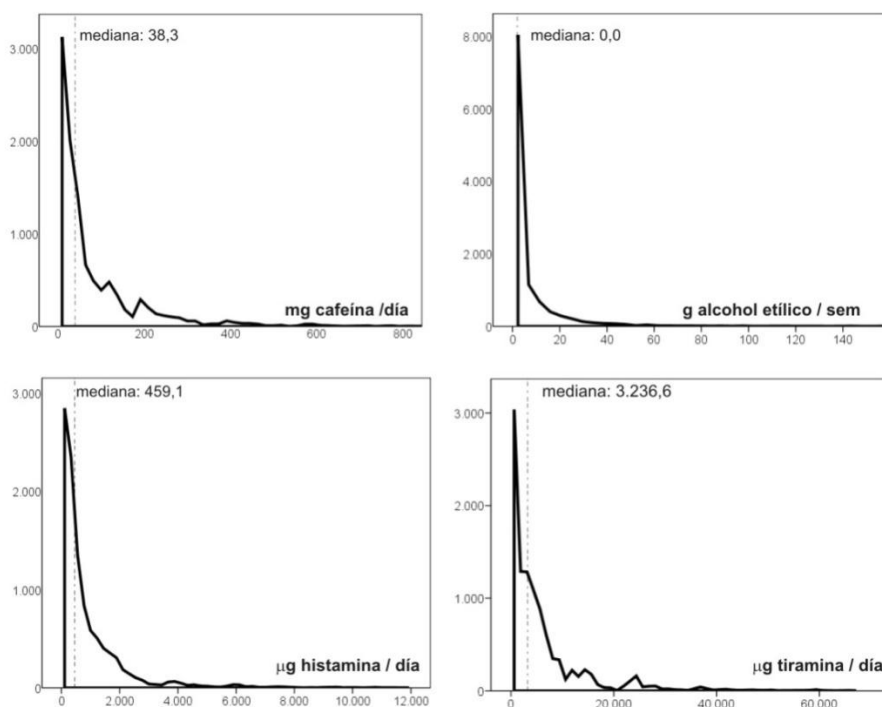 mediana: 38,3
3.000
2.000
1.000
0
mg cafeína /día
0 200 400 600 800
mediana: 0,0
8.000
6.000
4.000
2.000
0
g alcohol etílico / sem
0 20 40 60 80 100 120 140
mediana: 459,1
3.000
2.000
1.000
0
µg histamina / día
0 2.000 4.000 6.000 8.000 10.000 12.000
mediana: 3.236,6
3.000
2.000
1.000
0
µg tiramina / día
0 20.000 40.000 60.000